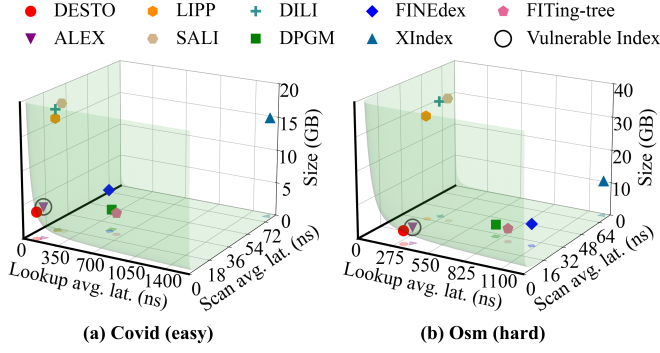 DESTO LIPP DILI FINEdex FITing-tree
ALEX SALI DPGM XIndex Vulnerable Index
20
15
10
5
0
Size (GB)
0 350 700 1050 1400
Lookup avg. lat. (ns)
0 18 36 54 72
Scan avg. lat. (ns)
(a) Covid (easy)
40
30
20
10
0
Size (GB)
0 275 550 825 1100
Lookup avg. lat. (ns)
0 16 32 48 64
Scan avg. lat. (ns)
(b) Osm (hard)